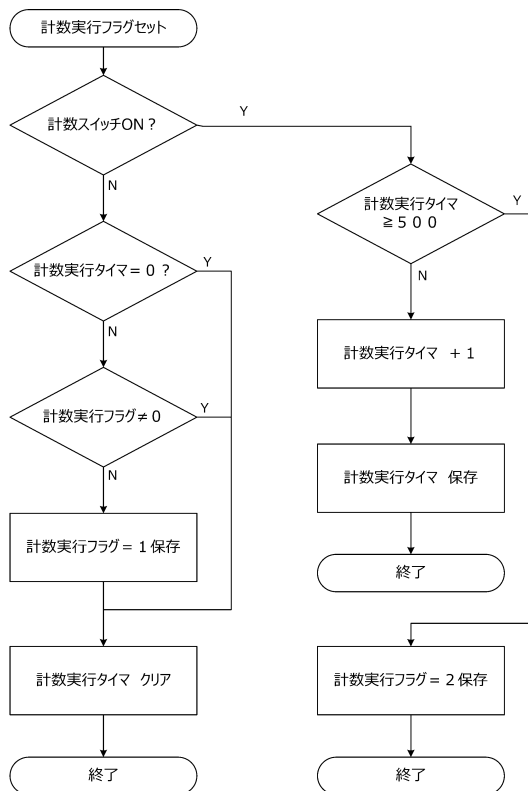 計数実行フラグセット
計数スイッチON?
Y
N
計数実行タイマ=0?
Y
N
計数実行フラグ≠0
Y
N
計数実行フラグ=1保存
計数実行タイマ クリア
終了
計数実行タイマ
≧500
Y
N
計数実行タイマ +1
計数実行タイマ 保存
終了
計数実行フラグ=2保存
終了